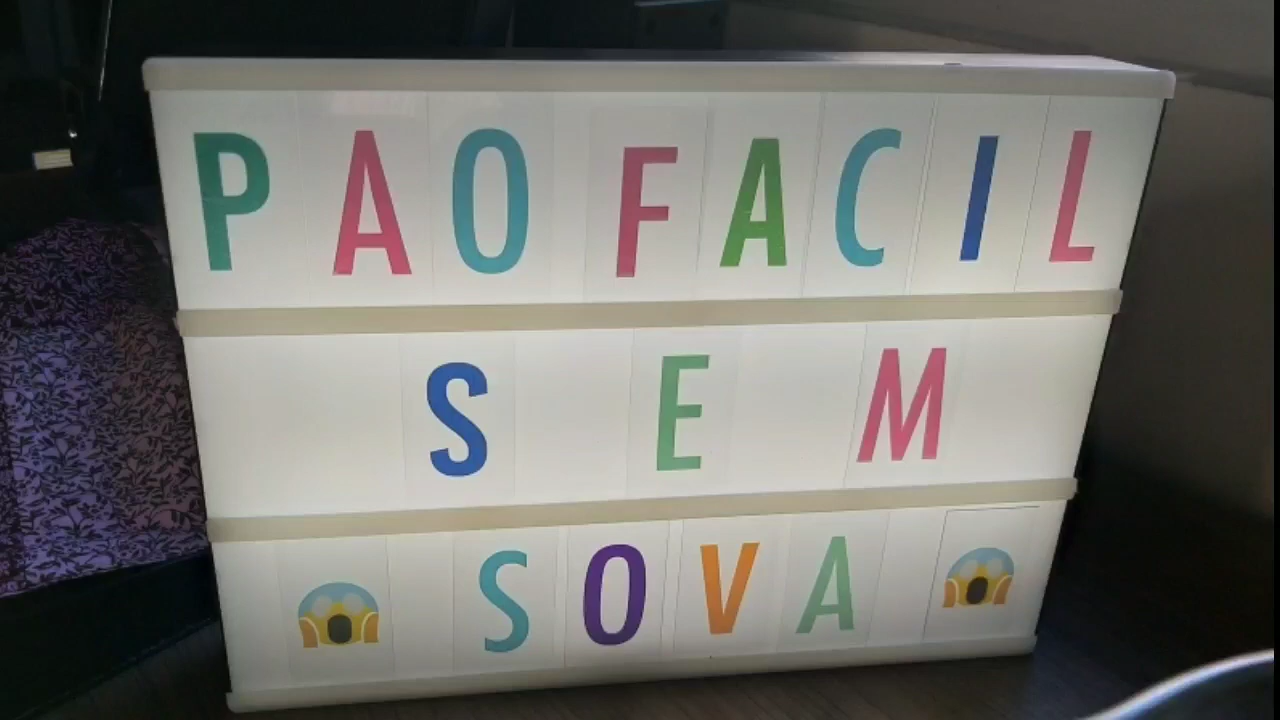 PAO FACIL
SEM
😱 SOVA 😱